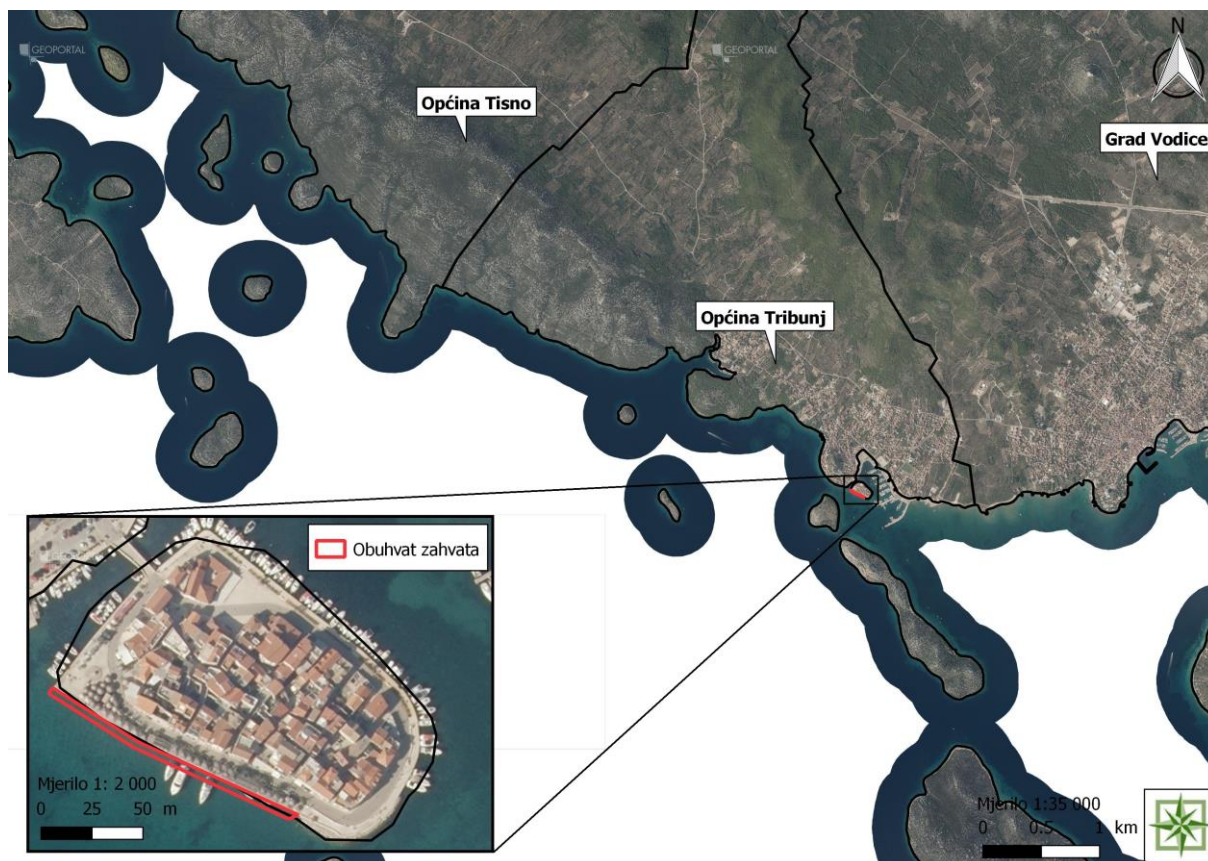 GEOPORTAL
GEOPORTAL
N
Općina Tisno
Grad Vodice
Općina Tribunj
Obuhvat zahvata
Mjerilo 1: 2 000
0 25 50 m
Mjerilo 1:35 000
0 0.5 1 km